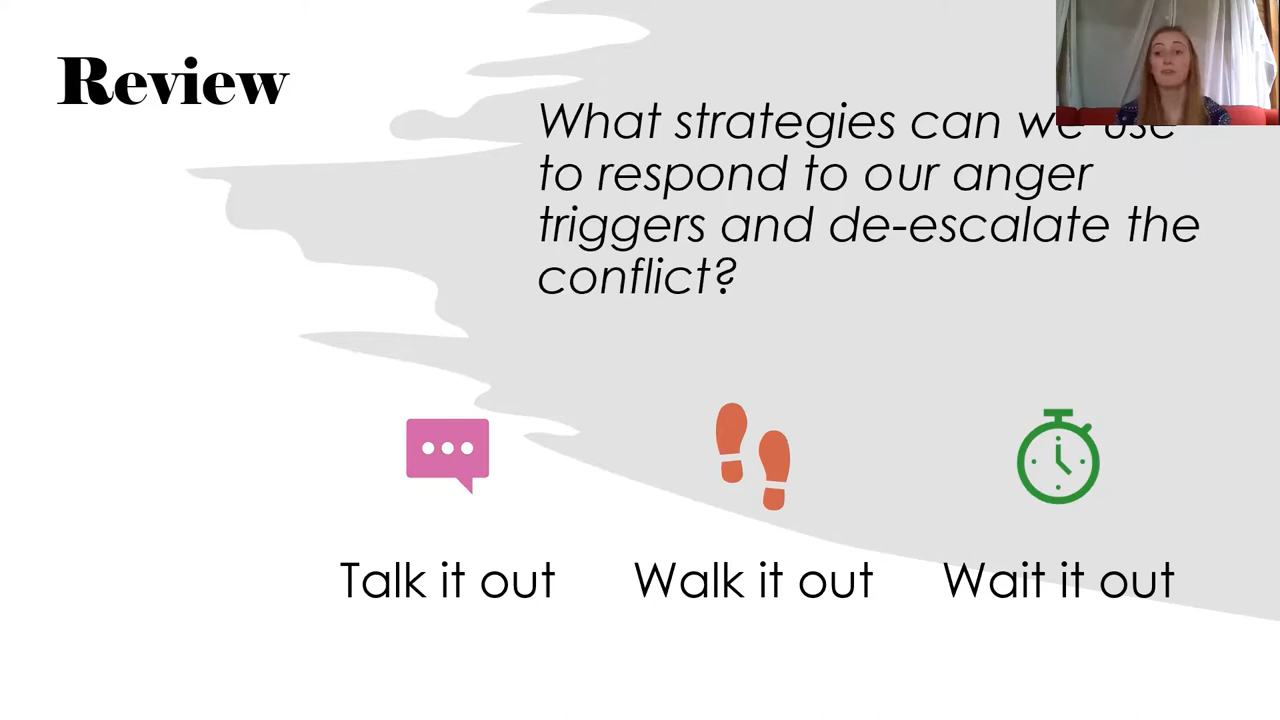 Review
What strategies can we use
to respond to our anger
triggers and de-escalate the
conflict?
Talk it out
Walk it out
Wait it out